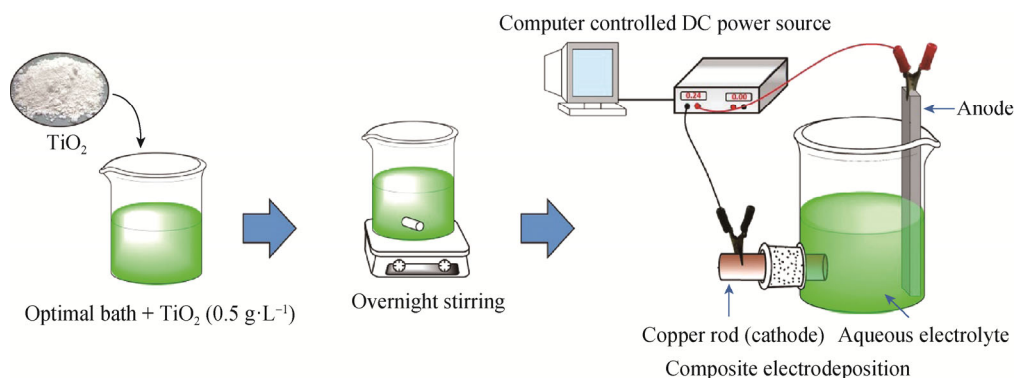 Computer controlled DC power source
0.24
0.00
TiO₂
Anode
Optimal bath + TiO₂ (0.5 g·L⁻¹)
Overnight stirring
Copper rod (cathode)
Aqueous electrolyte
Composite electrodeposition